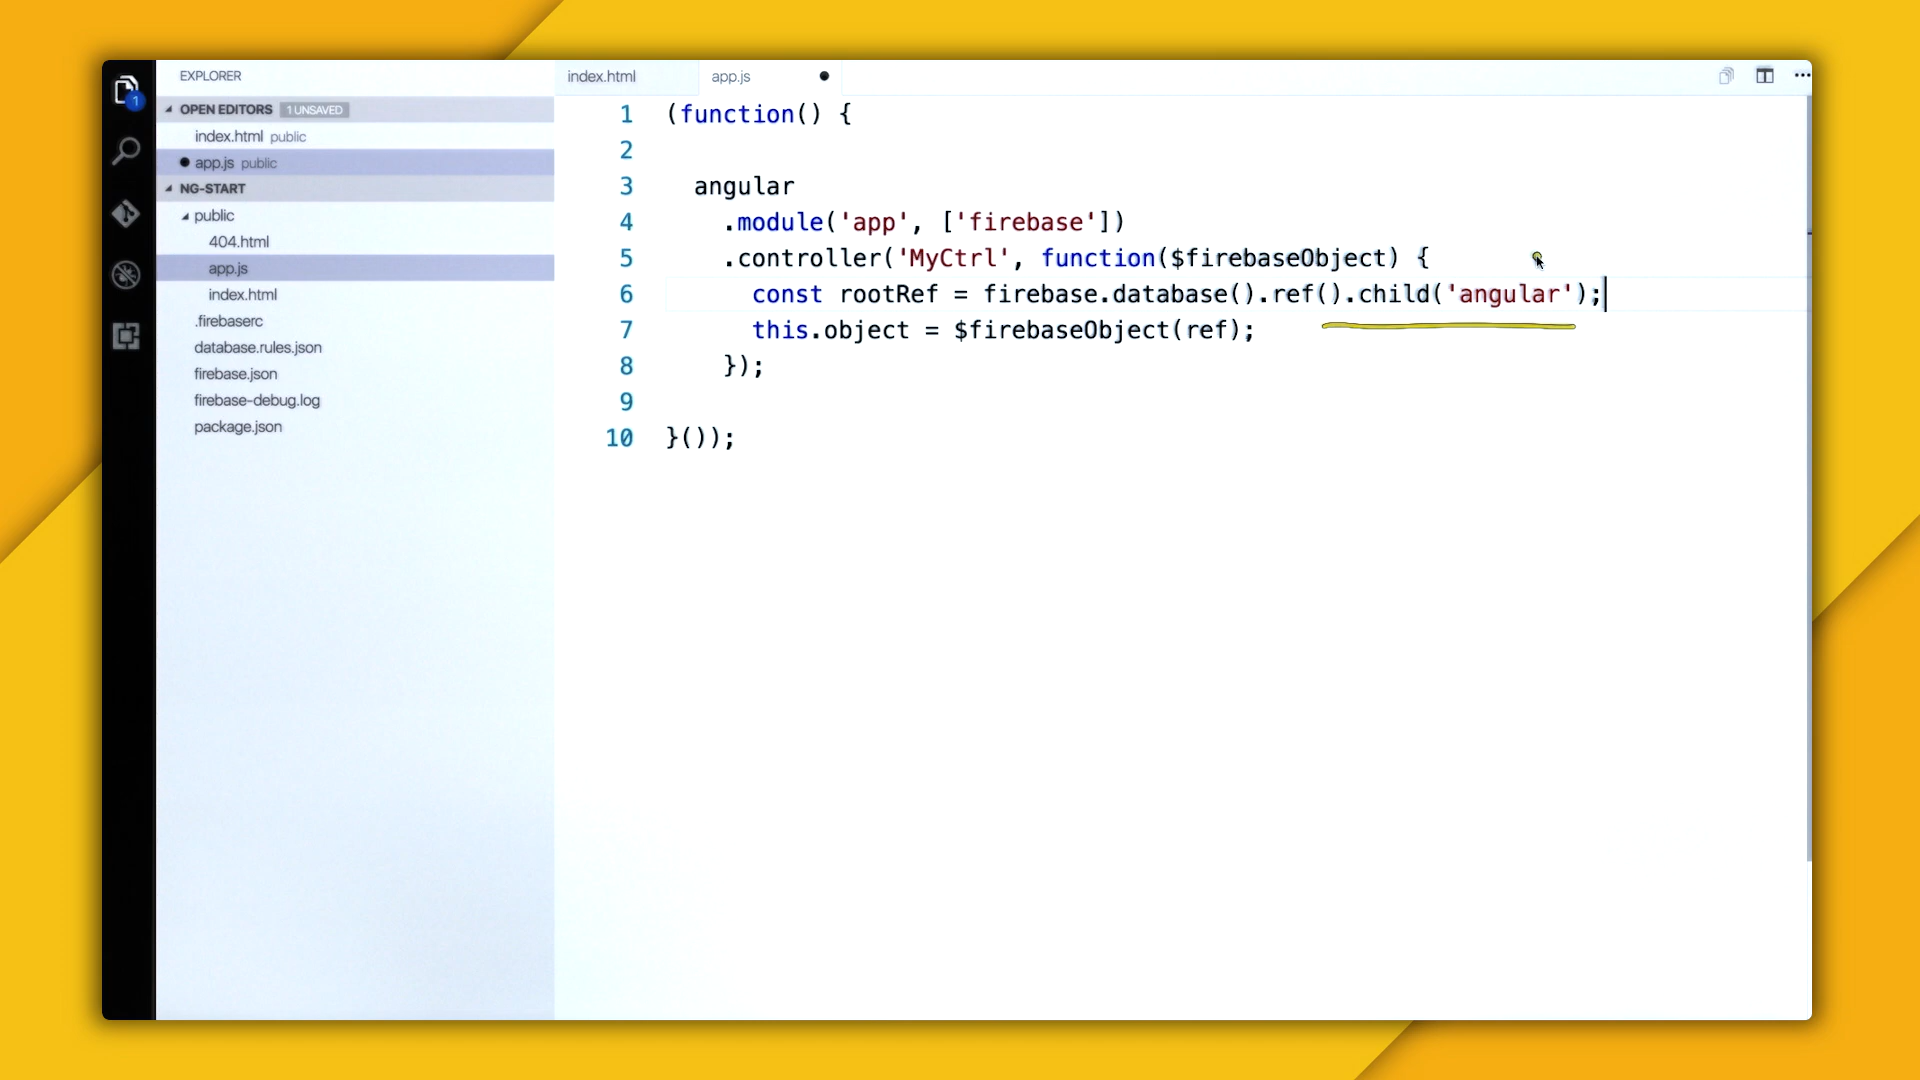 EXPLORER
OPEN EDITORS 1 UNSAVED
index.html public
app.js public
NG-START
public
404.html
app.js
index.html
.firebaserc
database.rules.json
firebase.json
firebase-debug.log
package.json
1
index.html app.js
1 (function() {
2
3 angular
4 .module('app', ['firebase'])
5 .controller('MyCtrl', function($firebaseObject) {
6 const rootRef = firebase.database().ref().child('angular');
7 this.object = $firebaseObject(ref);
8 });
9
10 }());